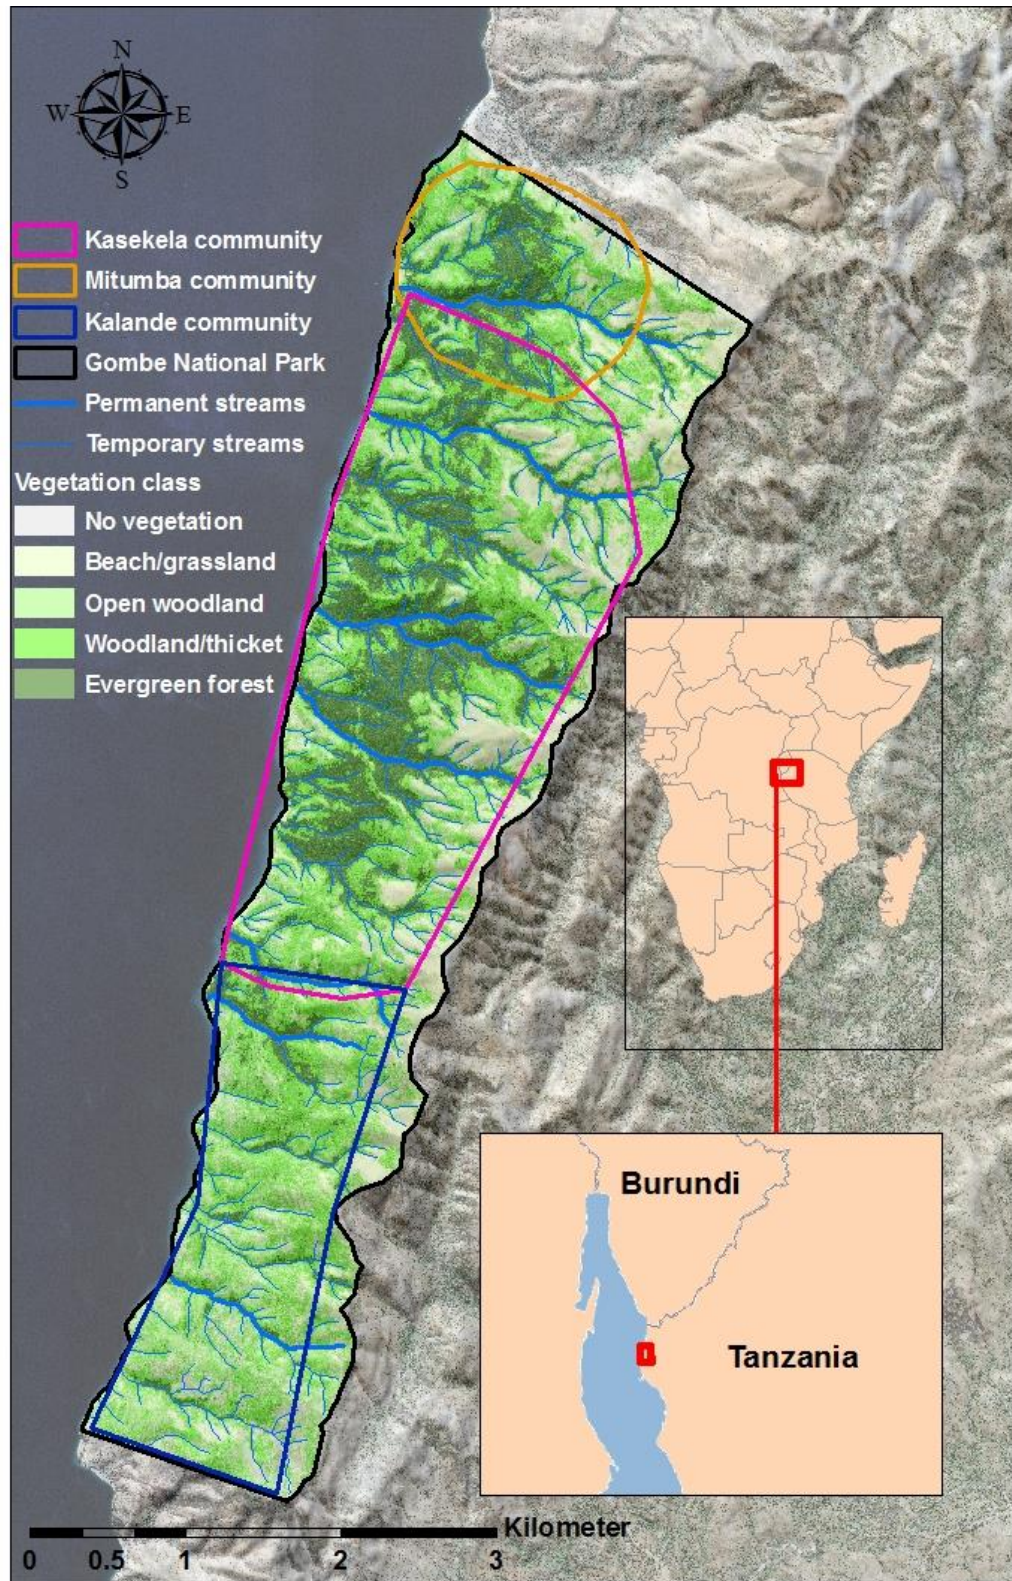 N
W E
S
Kasekela community
Mitumba community
Kalande community
Gombe National Park
Permanent streams
Temporary streams
Vegetation class
No vegetation
Beach/grassland
Open woodland
Woodland/thicket
Evergreen forest
Burundi
Tanzania
Kilometer
0 0.5 1 2 3